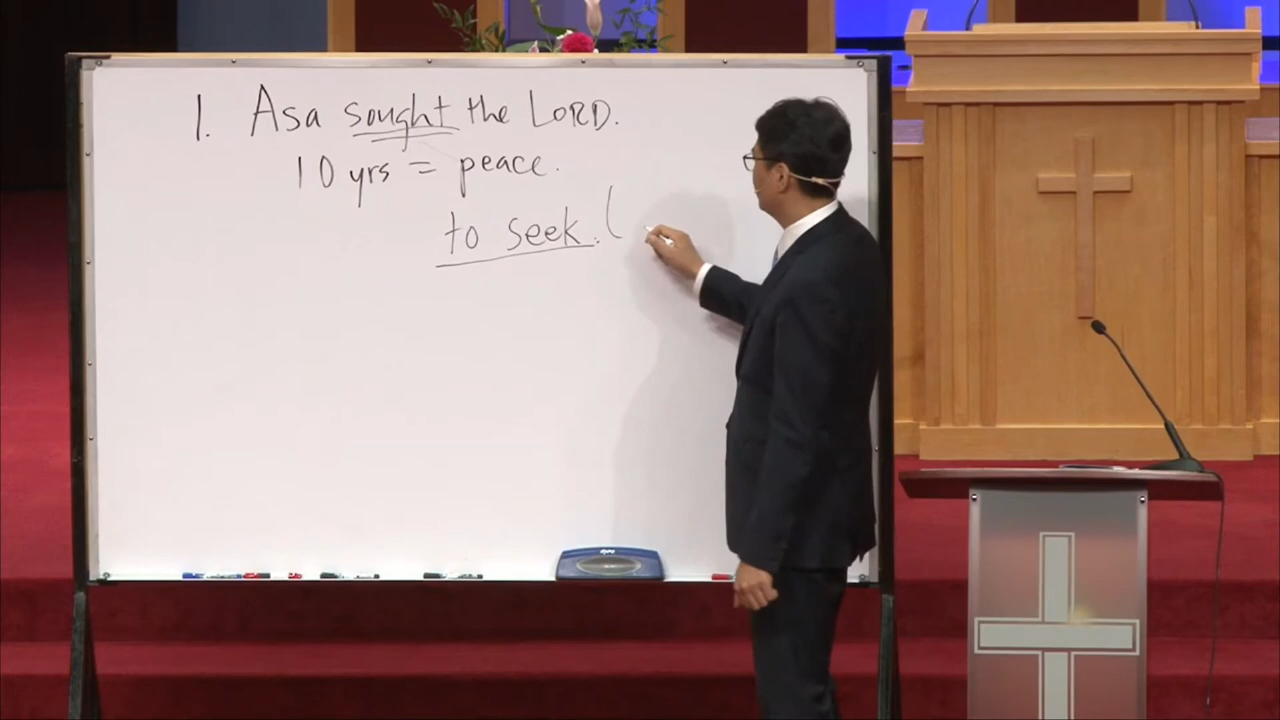 1. Asa sought the LORD.
10 yrs = peace.
to seek. (